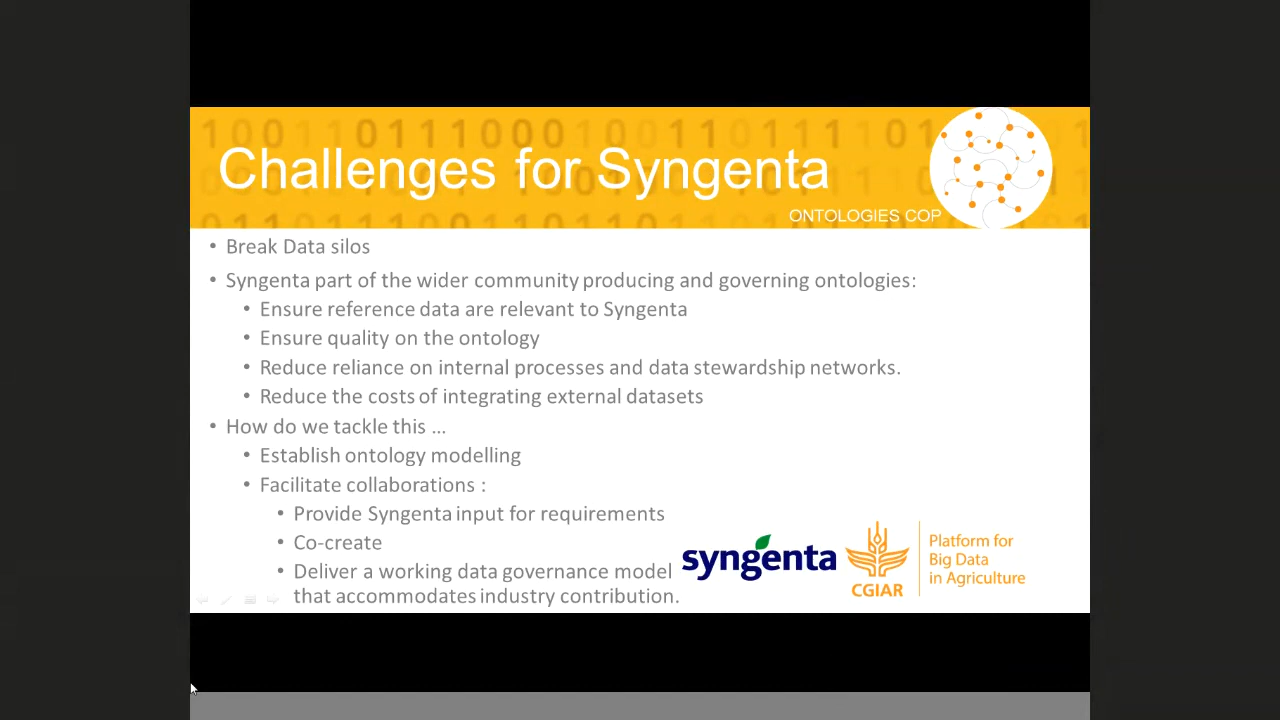 Challenges for Syngenta
ONTOLOGIES COP
• Break Data silos
• Syngenta part of the wider community producing and governing ontologies:
• Ensure reference data are relevant to Syngenta
• Ensure quality on the ontology
• Reduce reliance on internal processes and data stewardship networks.
• Reduce the costs of integrating external datasets
• How do we tackle this ...
• Establish ontology modelling
• Facilitate collaborations :
• Provide Syngenta input for requirements
• Co-create
• Deliver a working data governance model
that accommodates industry contribution.
syngenta
CGIAR
Platform for
Big Data
in Agriculture